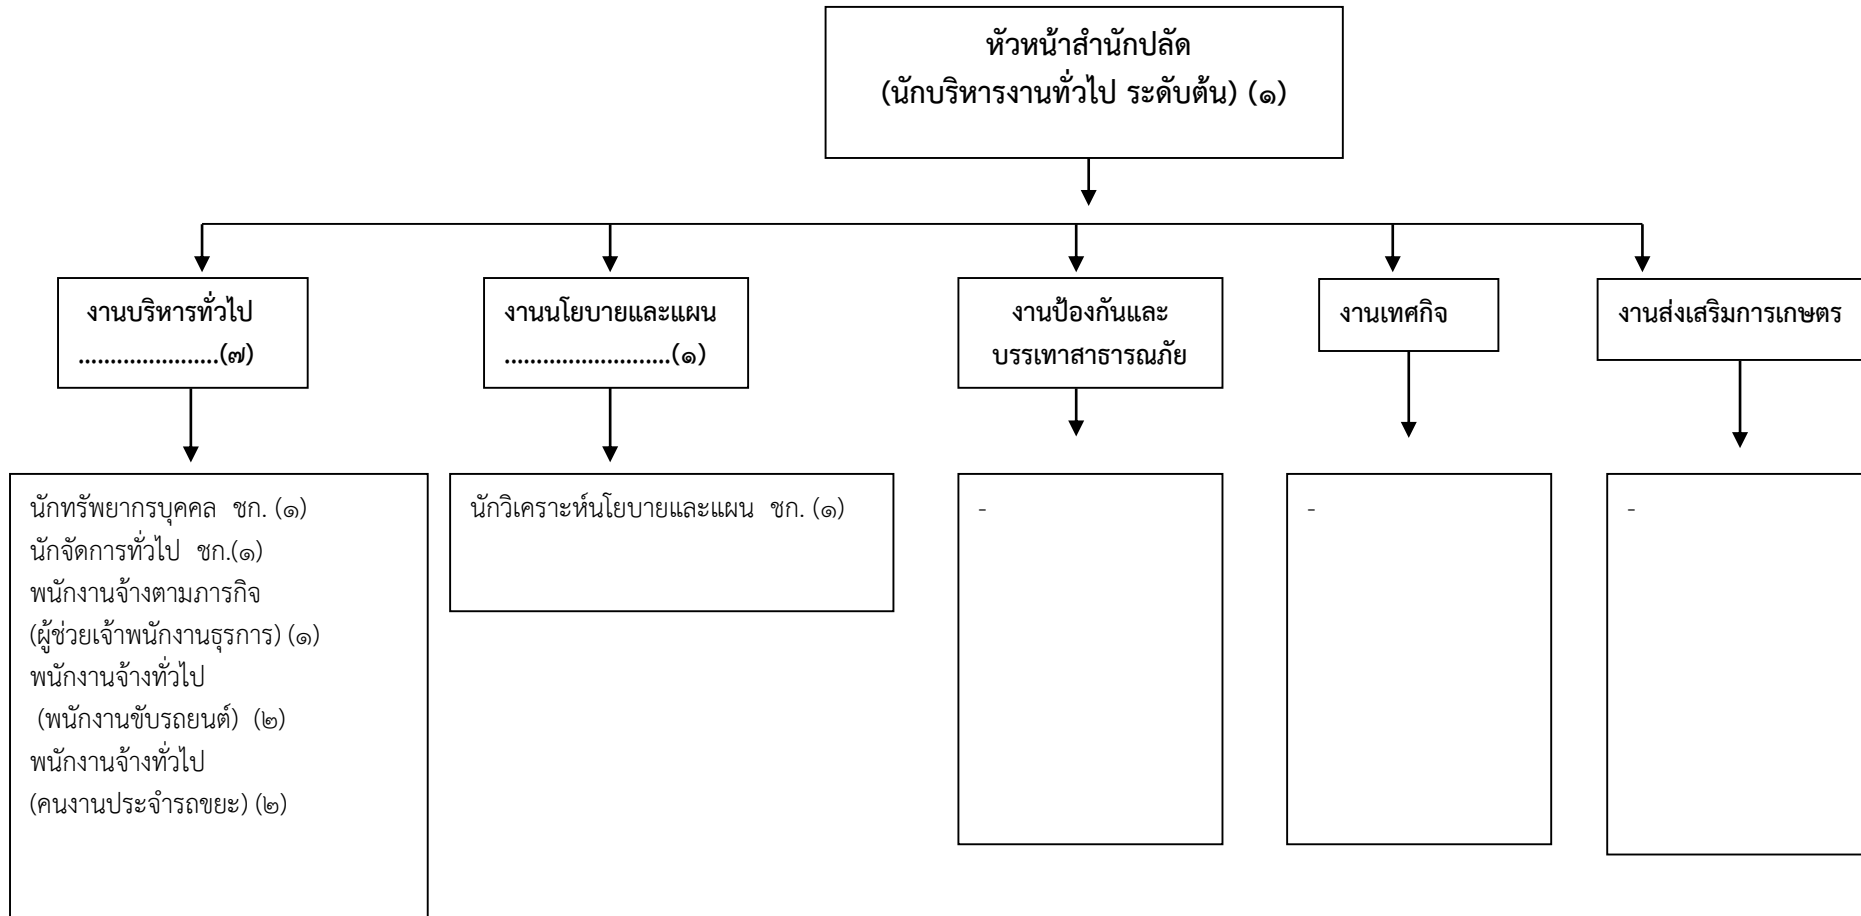 หัวหน้าสำนักปลัด
(นักบริหารงานทั่วไป ระดับต้น) (๑)
งานบริหารทั่วไป
......................(๗)
งานนโยบายและแผน
..........................(๑)
งานป้องกันและ
บรรเทาสาธารณภัย
งานเทศกิจ
งานส่งเสริมการเกษตร
นักทรัพยากรบุคคล ชก. (๑)
นักจัดการทั่วไป ชก.(๑)
พนักงานจ้างตามภารกิจ
(ผู้ช่วยเจ้าพนักงานธุรการ) (๑)
พนักงานจ้างทั่วไป
(พนักงานขับรถยนต์) (๒)
พนักงานจ้างทั่วไป
(คนงานประจำรถขยะ) (๒)
นักวิเคราะห์นโยบายและแผน ชก. (๑)
-
-
-